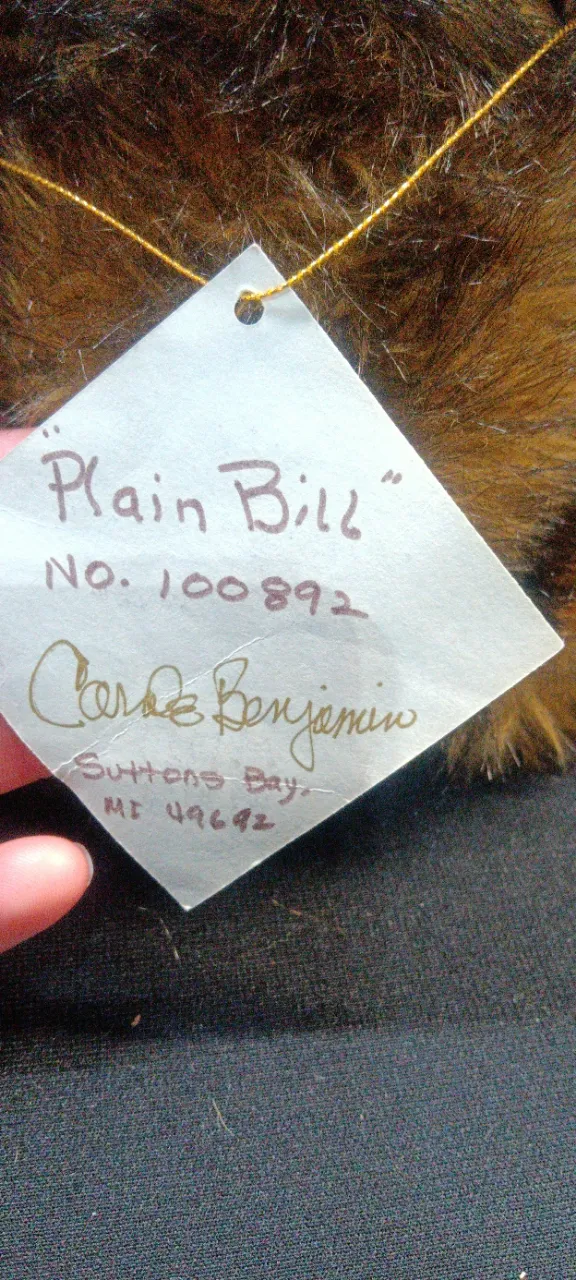 "Plain Bill"
No. 100892
Carole Benjamin
Suttons Bay,
MI 49682